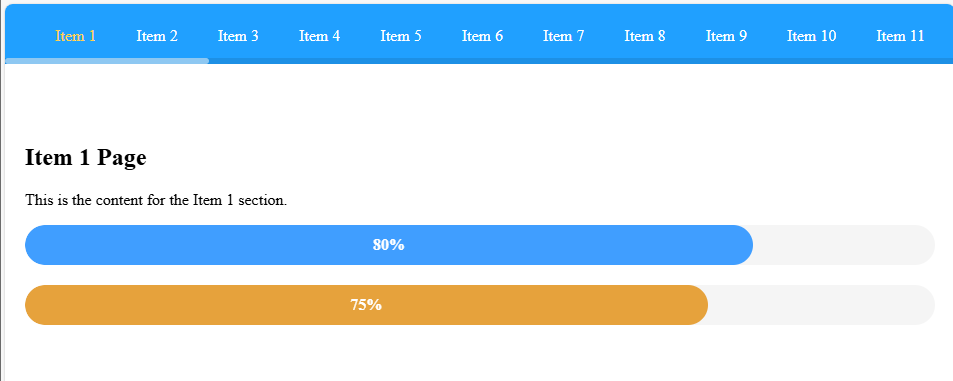 Item 1 Item 2 Item 3 Item 4 Item 5 Item 6 Item 7 Item 8 Item 9 Item 10 Item 11
Item 1 Page
This is the content for the Item 1 section.
80%
75%